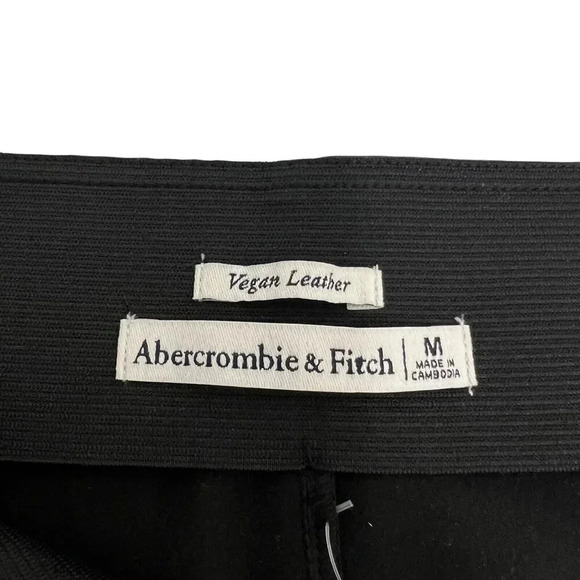 Vegan Leather
Abercrombie & Fitch
M
MADE IN
CAMBODIA